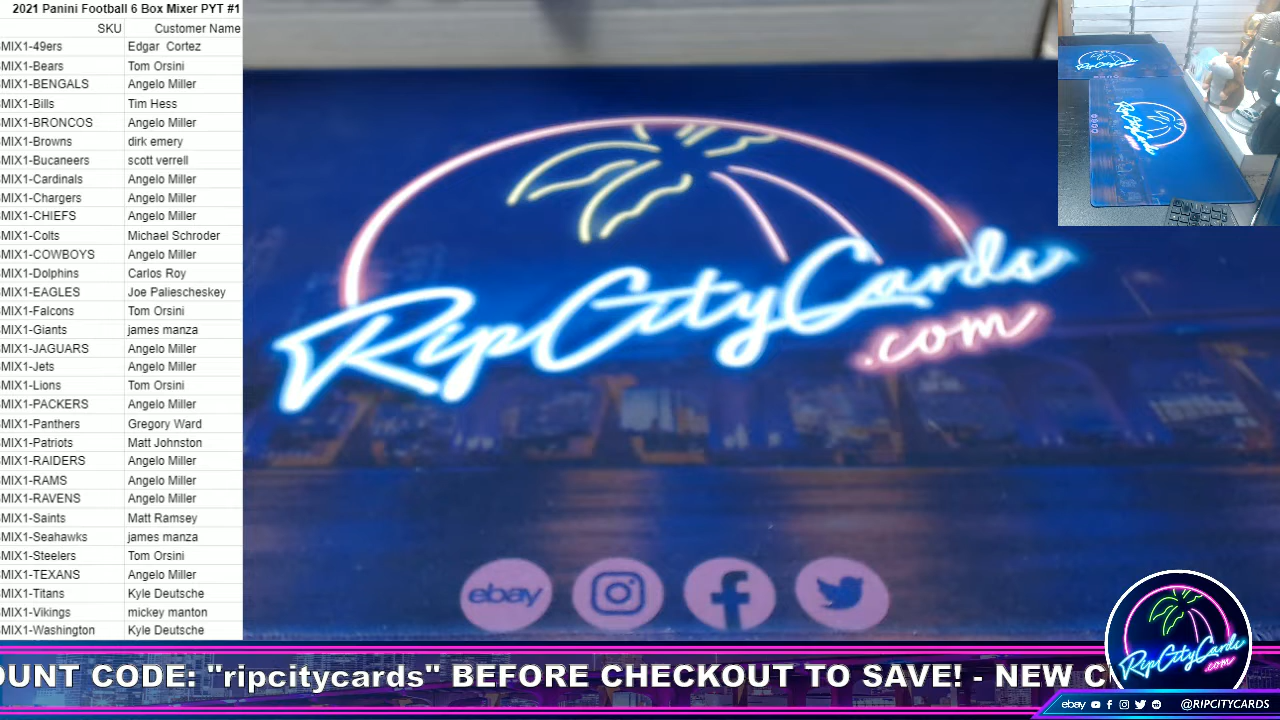 2021 Panini Football 6 Box Mixer PYT #1
SKU Customer Name
MIX1-49ers Edgar Cortez
MIX1-Bears Tom Orsini
MIX1-BENGALS Angelo Miller
MIX1-Bills Tim Hess
MIX1-BRONCOS Angelo Miller
MIX1-Browns dirk emery
MIX1-Bucaneers scott verrell
MIX1-Cardinals Angelo Miller
MIX1-Chargers Angelo Miller
MIX1-CHIEFS Angelo Miller
MIX1-Colts Michael Schroder
MIX1-COWBOYS Angelo Miller
MIX1-Dolphins Carlos Roy
MIX1-EAGLES Joe Paliescheskey
MIX1-Falcons Tom Orsini
MIX1-Giants james manza
MIX1-JAGUARS Angelo Miller
MIX1-Jets Angelo Miller
MIX1-Lions Tom Orsini
MIX1-PACKERS Angelo Miller
MIX1-Panthers Gregory Ward
MIX1-Patriots Matt Johnston
MIX1-RAIDERS Angelo Miller
MIX1-RAMS Angelo Miller
MIX1-RAVENS Angelo Miller
MIX1-Saints Matt Ramsey
MIX1-Seahawks james manza
MIX1-Steelers Tom Orsini
MIX1-TEXANS Angelo Miller
MIX1-Titans Kyle Deutsche
MIX1-Vikings mickey manton
MIX1-Washington Kyle Deutsche
RipCityCards
.com
ebay
RipCityCards
RipCityCards
RipCityCards
.com
OUNT CODE: "ripcitycards" BEFORE CHECKOUT TO SAVE! - NEW C
ebay @RIPCITYCARDS